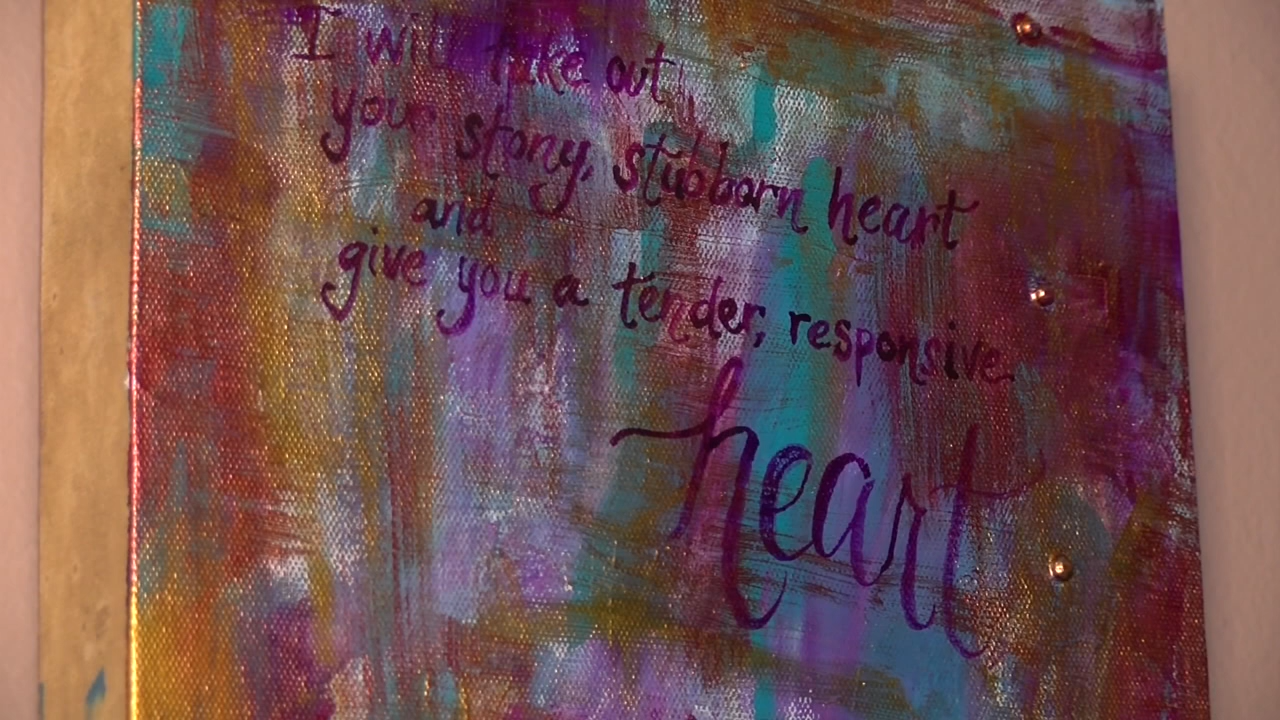 I will take out
your stony, stubborn heart
and
give you a tender, responsive
heart